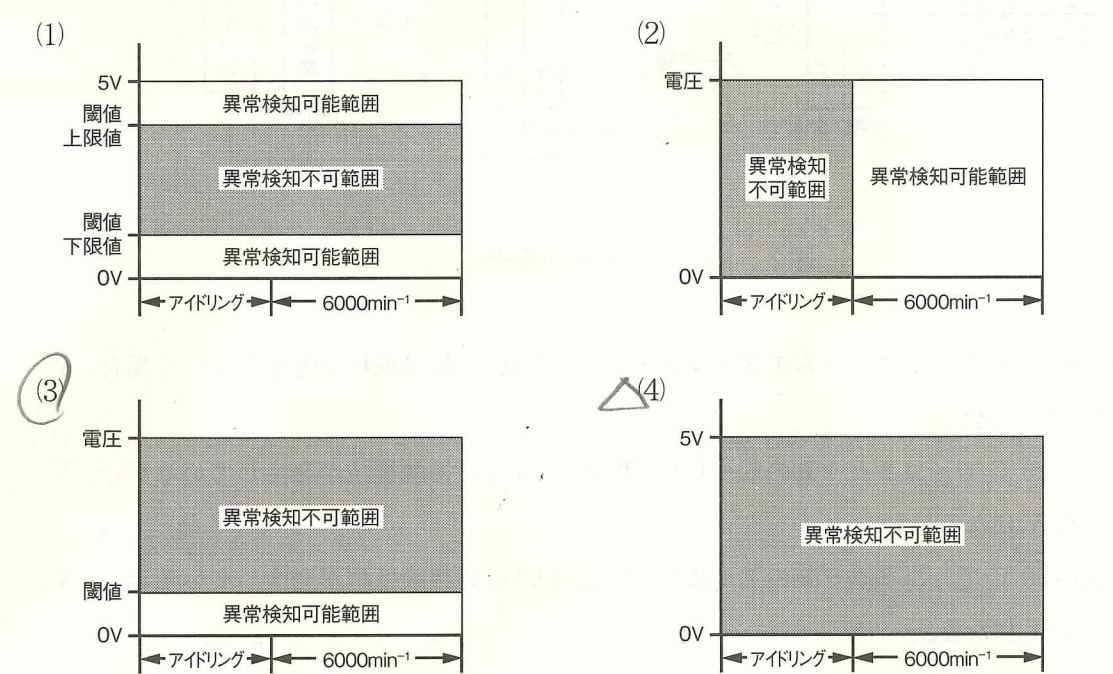 (1)
5V
閾値
上限値
閾値
下限値
0V
異常検知可能範囲
異常検知不可範囲
異常検知可能範囲
アイドリング
6000min⁻¹
(2)
電圧
0V
異常検知
不可範囲
異常検知可能範囲
アイドリング
6000min⁻¹
(3)
電圧
閾値
0V
異常検知不可範囲
異常検知可能範囲
アイドリング
6000min⁻¹
(4)
5V
0V
異常検知不可範囲
アイドリング
6000min⁻¹